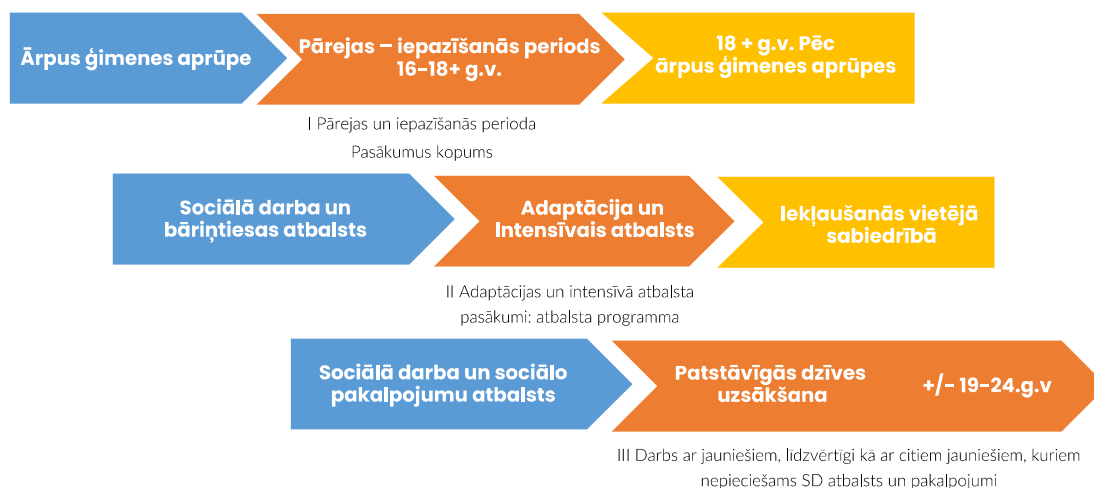 Ārpus ģimenes aprūpe
Pārejas – iepazīšanās periods
16-18+ g.v.
18 + g.v. Pēc
ārpus ģimenes aprūpes
I Pārejas un iepazīšanās perioda
Pasākumus kopums
Sociālā darba un
bāriņtiesas atbalsts
Adaptācija un
Intensīvais atbalsts
Iekļaušanās vietējā
sabiedrībā
II Adaptācijas un intensīvā atbalsta
pasākumi: atbalsta programma
Sociālā darba un sociālo
pakalpojumu atbalsts
Patstāvīgās dzīves
uzsākšana
+/- 19-24.g.v
III Darbs ar jauniešiem, līdzvērtīgi kā ar citiem jauniešiem, kuriem
nepieciešams SD atbalsts un pakalpojumi